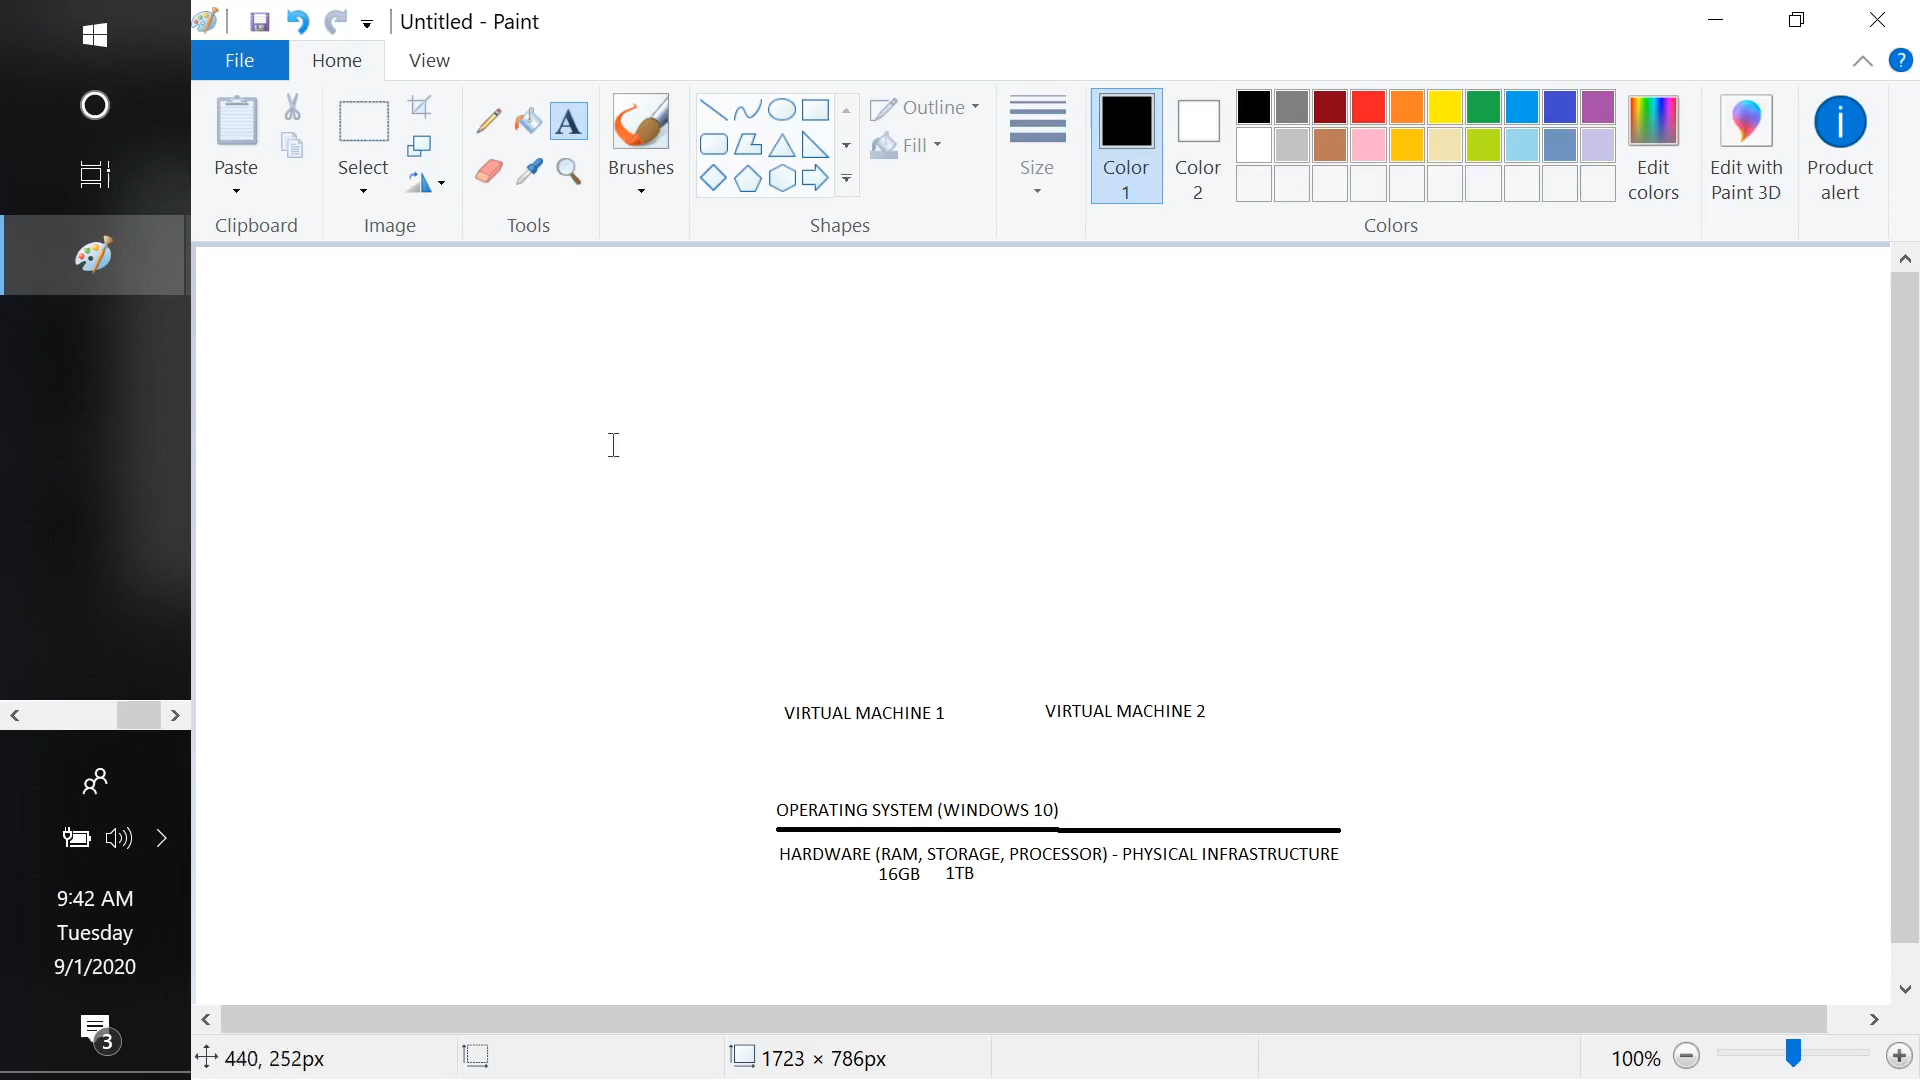 Untitled - Paint
File Home View
Paste
Select
A
Brushes
Outline
Fill
Size
Color 1
Color 2
Edit colors
Edit with Paint 3D
Product alert
Clipboard
Image
Tools
Shapes
Colors
VIRTUAL MACHINE 1
VIRTUAL MACHINE 2
OPERATING SYSTEM (WINDOWS 10)
HARDWARE (RAM, STORAGE, PROCESSOR) - PHYSICAL INFRASTRUCTURE
16GB 1TB
9:42 AM
Tuesday
9/1/2020
3
440, 252px
1723 × 786px
100%